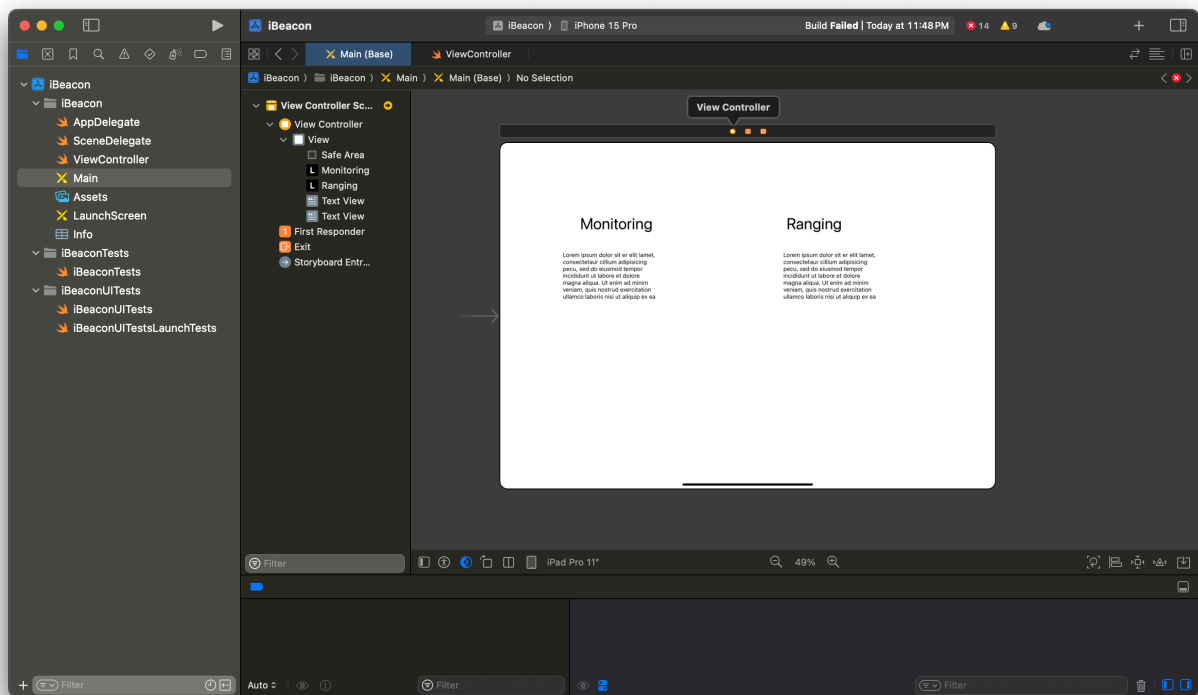 iBeacon
iBeacon
iPhone 15 Pro
Build Failed | Today at 11:48 PM
14
9
Main (Base)
ViewController
iBeacon
iBeacon
Main
Main (Base)
No Selection
iBeacon
iBeacon
AppDelegate
SceneDelegate
ViewController
Main
Assets
LaunchScreen
Info
iBeaconTests
iBeaconTests
iBeaconUITests
iBeaconUITests
iBeaconUITestsLaunchTests
Filter
View Controller Sc...
View Controller
View
Safe Area
L Monitoring
L Ranging
Text View
Text View
1 First Responder
Exit
Storyboard Entr...
Filter
View Controller
Monitoring
Lorem ipsum dolor sit er elit lamet,
consectetaur cillium adipisicing
pecu, sed do eiusmod tempor
incididunt ut labore et dolore
magna aliqua. Ut enim ad minim
veniam, quis nostrud exercitation
ullamco laboris nisi ut aliquip ex ea
Ranging
Lorem ipsum dolor sit er elit lamet,
consectetaur cillium adipisicing
pecu, sed do eiusmod tempor
incididunt ut labore et dolore
magna aliqua. Ut enim ad minim
veniam, quis nostrud exercitation
ullamco laboris nisi ut aliquip ex ea
iPad Pro 11"
49%
Auto
Filter
Filter